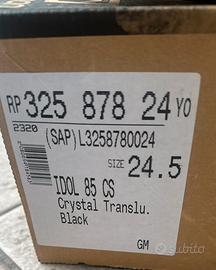 RP 325 878 24 YO
2320
(SAP)L3258780024
SIZE 24.5
IDOL 85 CS
Crystal Translu.
Black
GM
subito